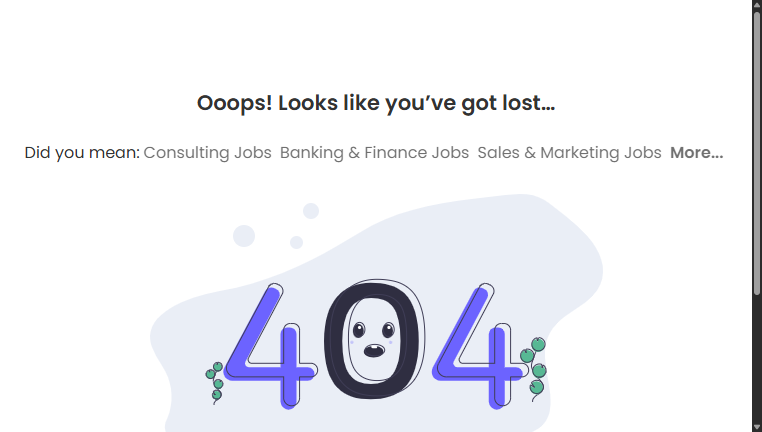 Ooops! Looks like you’ve got lost...
Did you mean: Consulting Jobs Banking & Finance Jobs Sales & Marketing Jobs More...
404